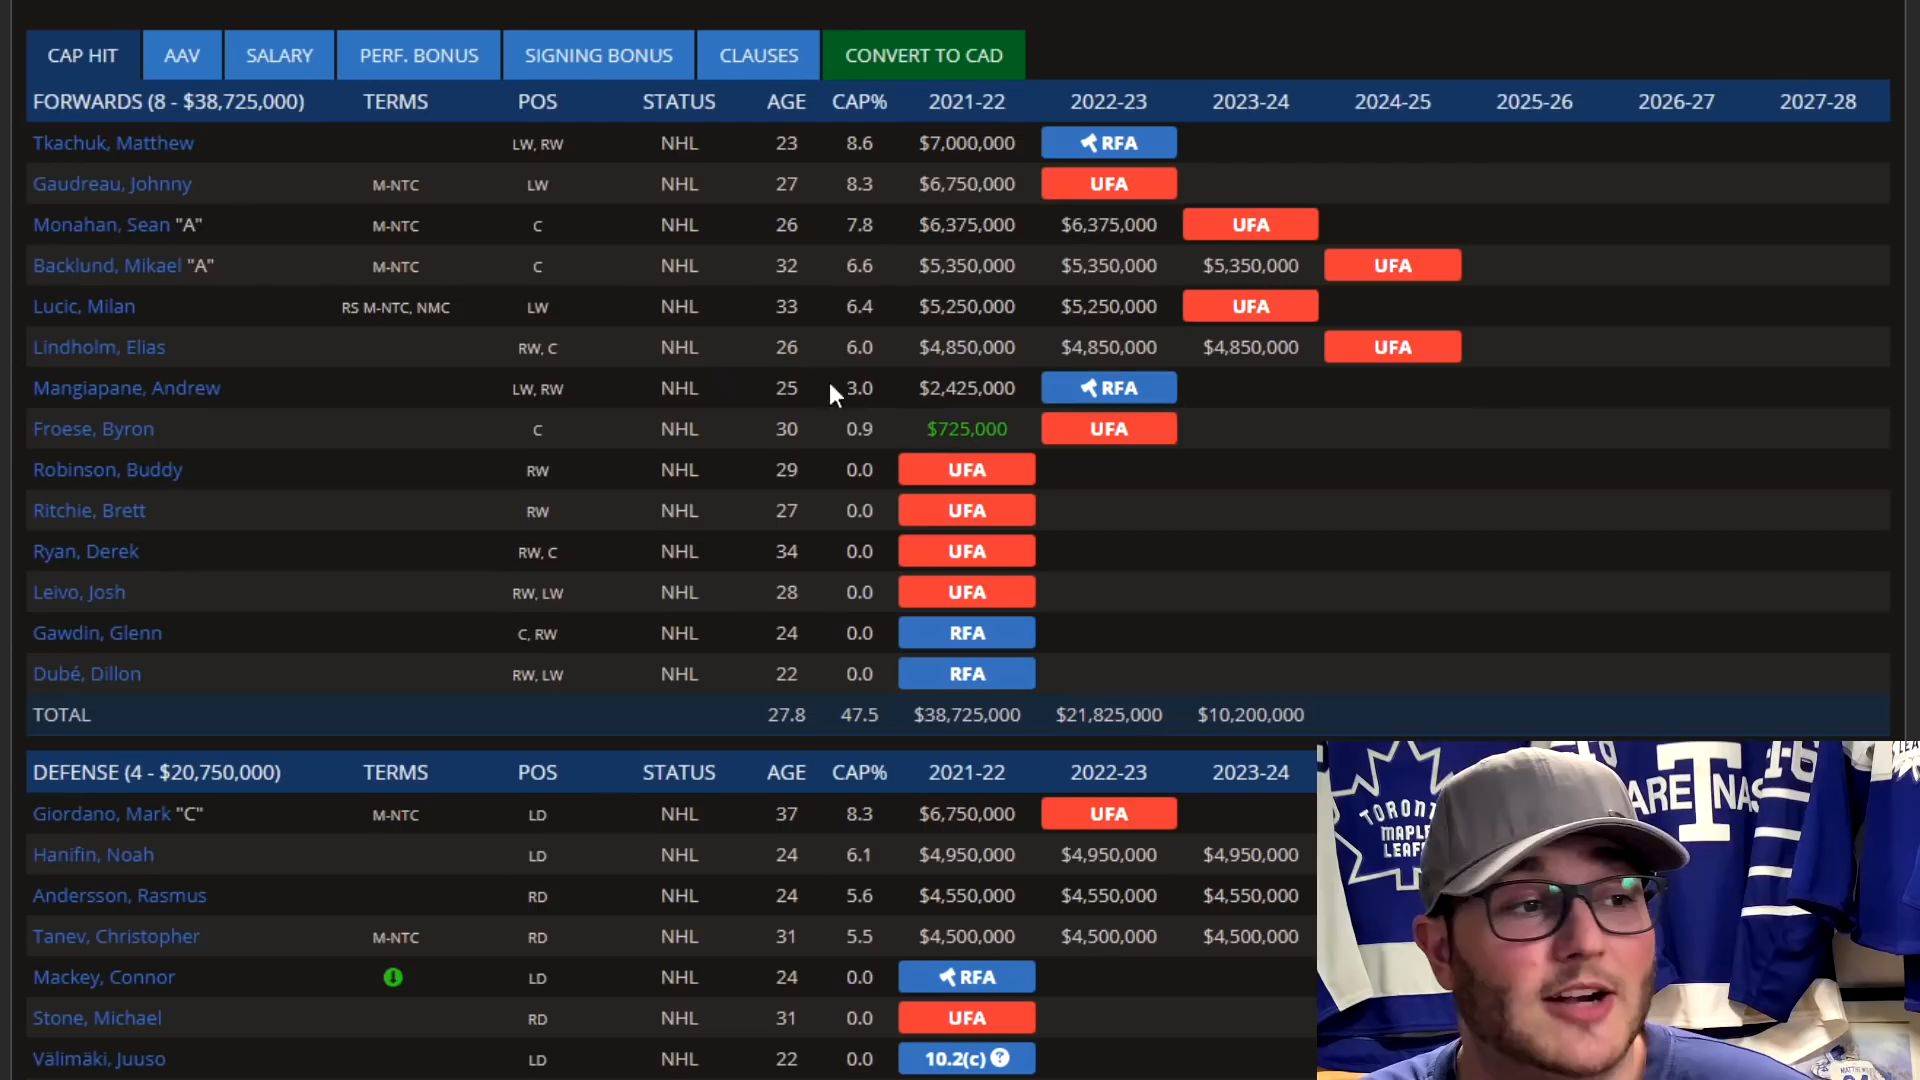 CAP HIT AAV SALARY PERF. BONUS SIGNING BONUS CLAUSES CONVERT TO CAD
FORWARDS (8 - $38,725,000) TERMS POS STATUS AGE CAP% 2021-22 2022-23 2023-24 2024-25 2025-26 2026-27 2027-28
Tkachuk, Matthew LW, RW NHL 23 8.6 $7,000,000 RFA
Gaudreau, Johnny M-NTC LW NHL 27 8.3 $6,750,000 UFA
Monahan, Sean "A" M-NTC C NHL 26 7.8 $6,375,000 $6,375,000 UFA
Backlund, Mikael "A" M-NTC C NHL 32 6.6 $5,350,000 $5,350,000 $5,350,000 UFA
Lucic, Milan RS M-NTC, NMC LW NHL 33 6.4 $5,250,000 $5,250,000 UFA
Lindholm, Elias RW, C NHL 26 6.0 $4,850,000 $4,850,000 $4,850,000 UFA
Mangiapane, Andrew LW, RW NHL 25 3.0 $2,425,000 RFA
Froese, Byron C NHL 30 0.9 $725,000 UFA
Robinson, Buddy RW NHL 29 0.0 UFA
Ritchie, Brett RW NHL 27 0.0 UFA
Ryan, Derek RW, C NHL 34 0.0 UFA
Leivo, Josh RW, LW NHL 28 0.0 UFA
Gawdin, Glenn C, RW NHL 24 0.0 RFA
Dubé, Dillon RW, LW NHL 22 0.0 RFA
TOTAL 27.8 47.5 $38,725,000 $21,825,000 $10,200,000
DEFENSE (4 - $20,750,000) TERMS POS STATUS AGE CAP% 2021-22 2022-23 2023-24
Giordano, Mark "C" M-NTC LD NHL 37 8.3 $6,750,000 UFA
Hanifin, Noah LD NHL 24 6.1 $4,950,000 $4,950,000 $4,950,000
Andersson, Rasmus RD NHL 24 5.6 $4,550,000 $4,550,000 $4,550,000
Tanev, Christopher M-NTC RD NHL 31 5.5 $4,500,000 $4,500,000 $4,500,000
Mackey, Connor LD NHL 24 0.0 RFA
Stone, Michael RD NHL 31 0.0 UFA
Välimäki, Juuso LD NHL 22 0.0 10.2(c) ?
TORONT
MAPLE
LEAF
ARENAS
T
16